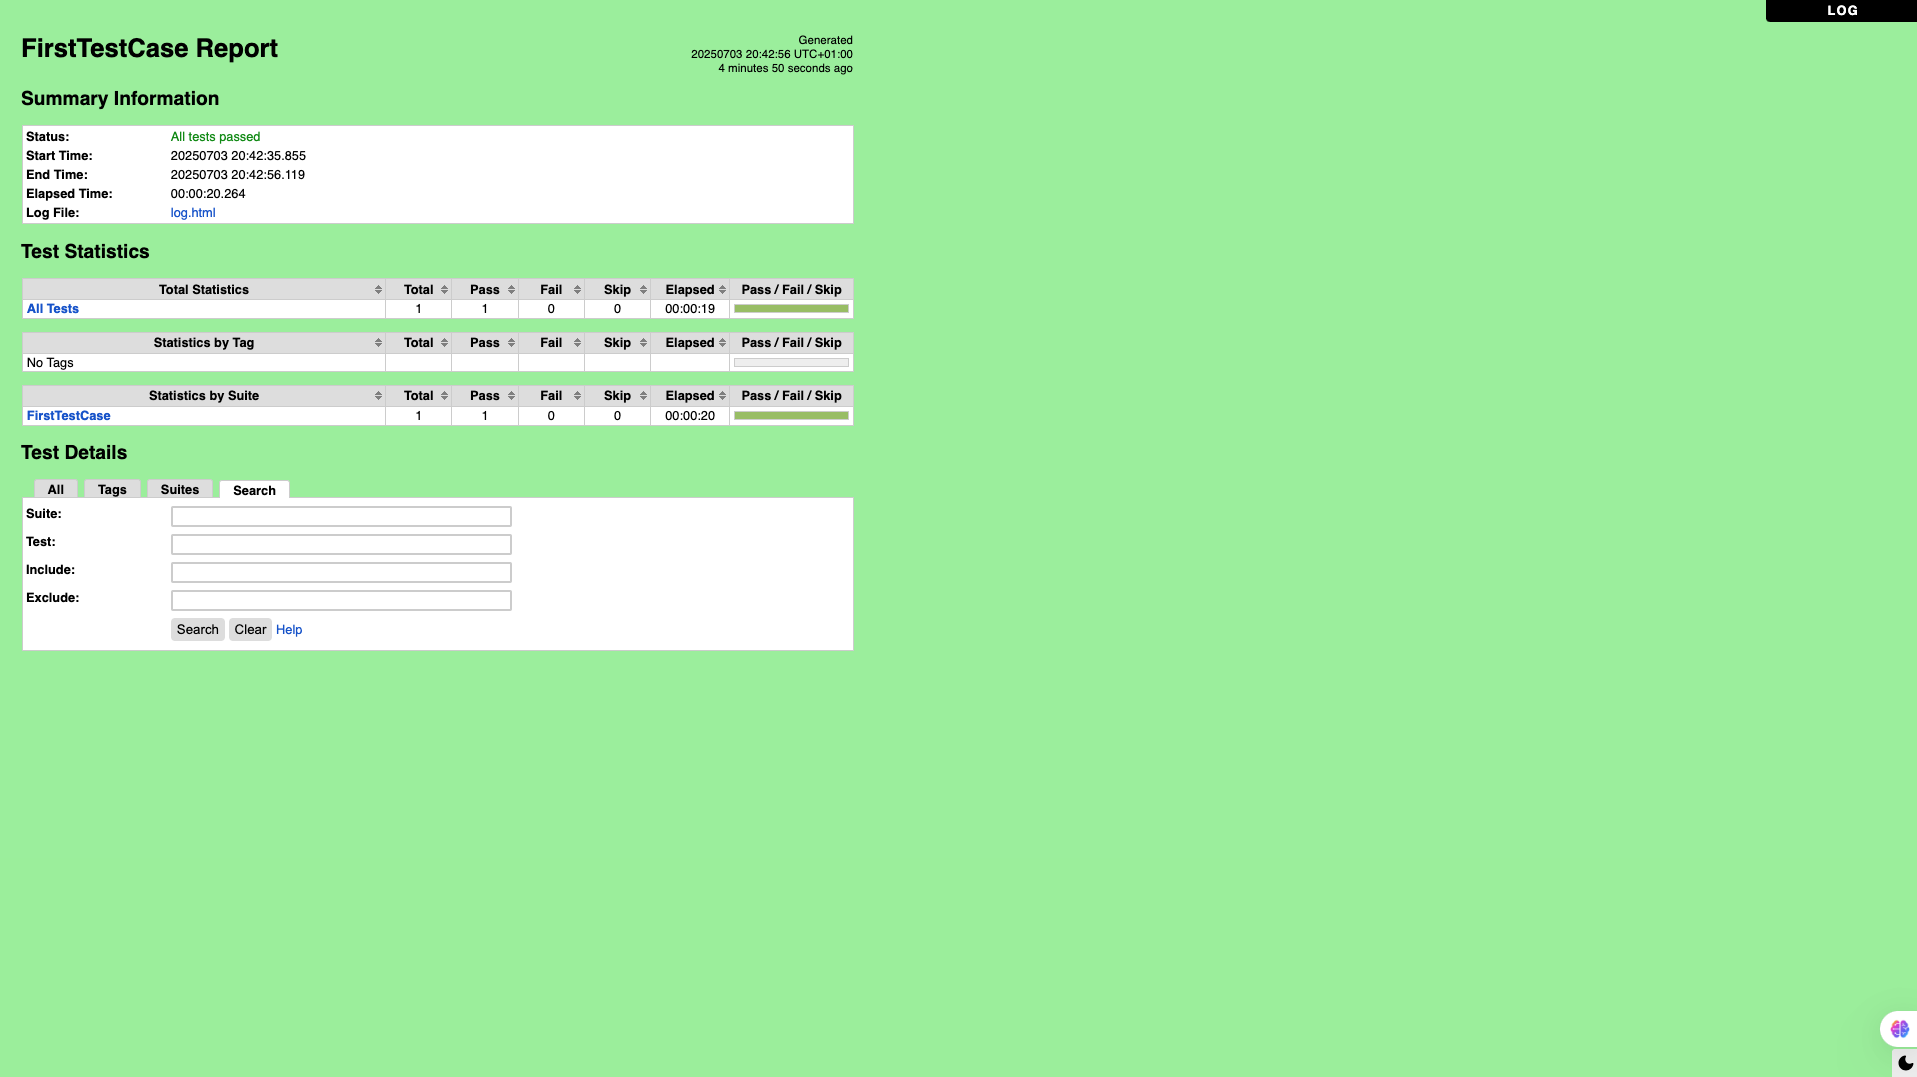 LOG
FirstTestCase Report
Generated
20250703 20:42:56 UTC+01:00
4 minutes 50 seconds ago
Summary Information
Status: All tests passed
Start Time: 20250703 20:42:35.855
End Time: 20250703 20:42:56.119
Elapsed Time: 00:00:20.264
Log File: log.html
Test Statistics
Total Statistics Total Pass Fail Skip Elapsed Pass / Fail / Skip
All Tests 1 1 0 0 00:00:19
Statistics by Tag Total Pass Fail Skip Elapsed Pass / Fail / Skip
No Tags
Statistics by Suite Total Pass Fail Skip Elapsed Pass / Fail / Skip
FirstTestCase 1 1 0 0 00:00:20
Test Details
All Tags Suites Search
Suite:
Test:
Include:
Exclude:
Search Clear Help